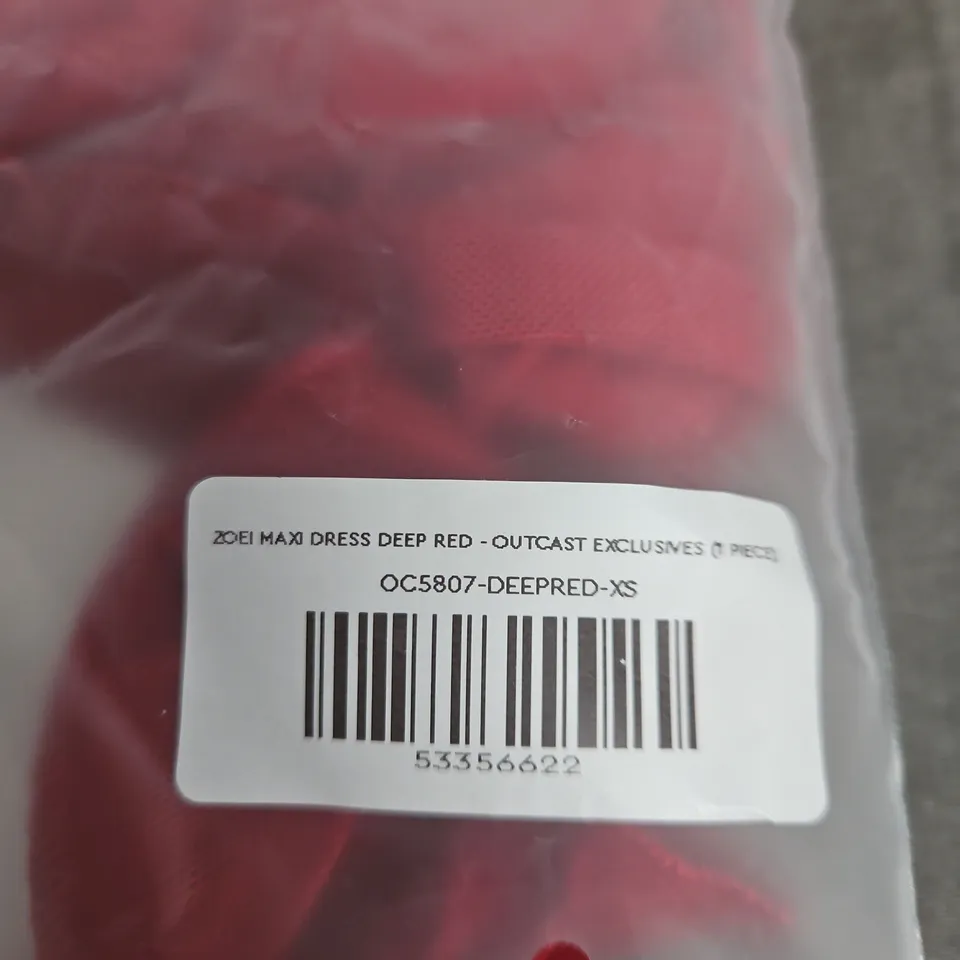 ZOEI MAXI DRESS DEEP RED - OUTCAST EXCLUSIVES (1 PIECE)
OC5807-DEEPRED-XS
53356622